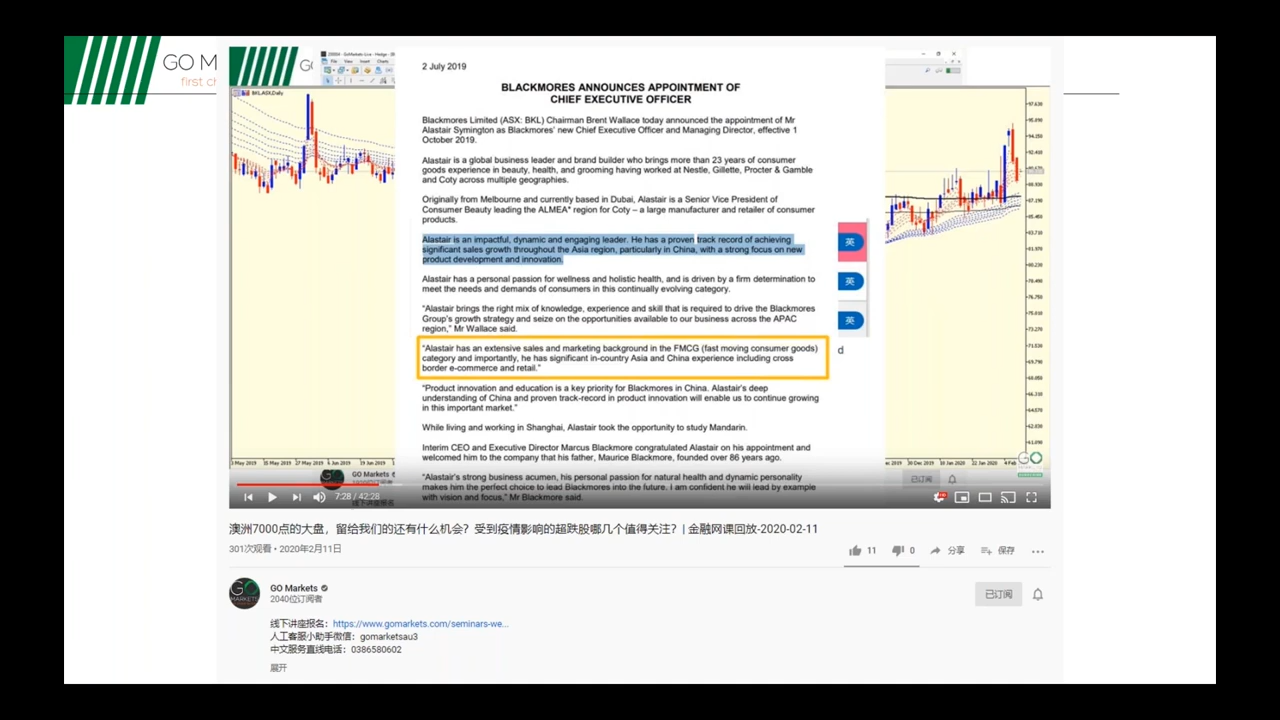 GO M
first ch
2 July 2019
BLACKMORES ANNOUNCES APPOINTMENT OF
CHIEF EXECUTIVE OFFICER
Blackmores Limited (ASX: BKL) Chairman Brent Wallace today announced the appointment of Mr
Alastair Symington as Blackmores' new Chief Executive Officer and Managing Director, effective 1
October 2019.
Alastair is a global business leader and brand builder who brings more than 23 years of consumer
goods experience in beauty, health, and grooming having worked at Nestle, Gillette, Procter & Gamble
and Coty across multiple geographies.
Originally from Melbourne and currently based in Dubai, Alastair is a Senior Vice President of
Consumer Beauty leading the ALMEA* region for Coty – a large manufacturer and retailer of consumer
products.
Alastair is an impactful, dynamic and engaging leader. He has a proven track record of achieving
significant sales growth throughout the Asia region, particularly in China, with a strong focus on new
product development and innovation.
Alastair has a personal passion for wellness and holistic health, and is driven by a firm determination to
meet the needs and demands of consumers in this continually evolving category.
"Alastair brings the right mix of knowledge, experience and skill that is required to drive the Blackmores
Group's growth strategy and seize on the opportunities available to our business across the APAC
region," Mr Wallace said.
"Alastair has an extensive sales and marketing background in the FMCG (fast moving consumer goods)
category and importantly, he has significant in-country Asia and China experience including cross
border e-commerce and retail."
"Product innovation and education is a key priority for Blackmores in China. Alastair's deep
understanding of China and proven track-record in product innovation will enable us to continue growing
in this important market."
While living and working in Shanghai, Alastair took the opportunity to study Mandarin.
Interim CEO and Executive Director Marcus Blackmore congratulated Alastair on his appointment and
welcomed him to the company that his father, Maurice Blackmore, founded over 86 years ago.
"Alastair's strong business acumen, his personal passion for natural health and dynamic personality
makes him the perfect choice to lead Blackmores into the future. I am confident he will lead by example
with vision and focus," Mr Blackmore said.
英
英
英
d
BKL.ASX,Daily
GO Markets
已订阅
7:28 / 42:28
澳洲7000点的大盘，留给我们的还有什么机会？受到疫情影响的超跌股哪几个值得关注？| 金融网课回放-2020-02-11
301次观看 • 2020年2月11日
11
0
分享
保存
GO Markets
2040位订阅者
已订阅
线下讲座报名：https://www.gomarkets.com/seminars-we...
人工客服小助手微信：gomarketsau3
中文服务直线电话：0386580602
展开